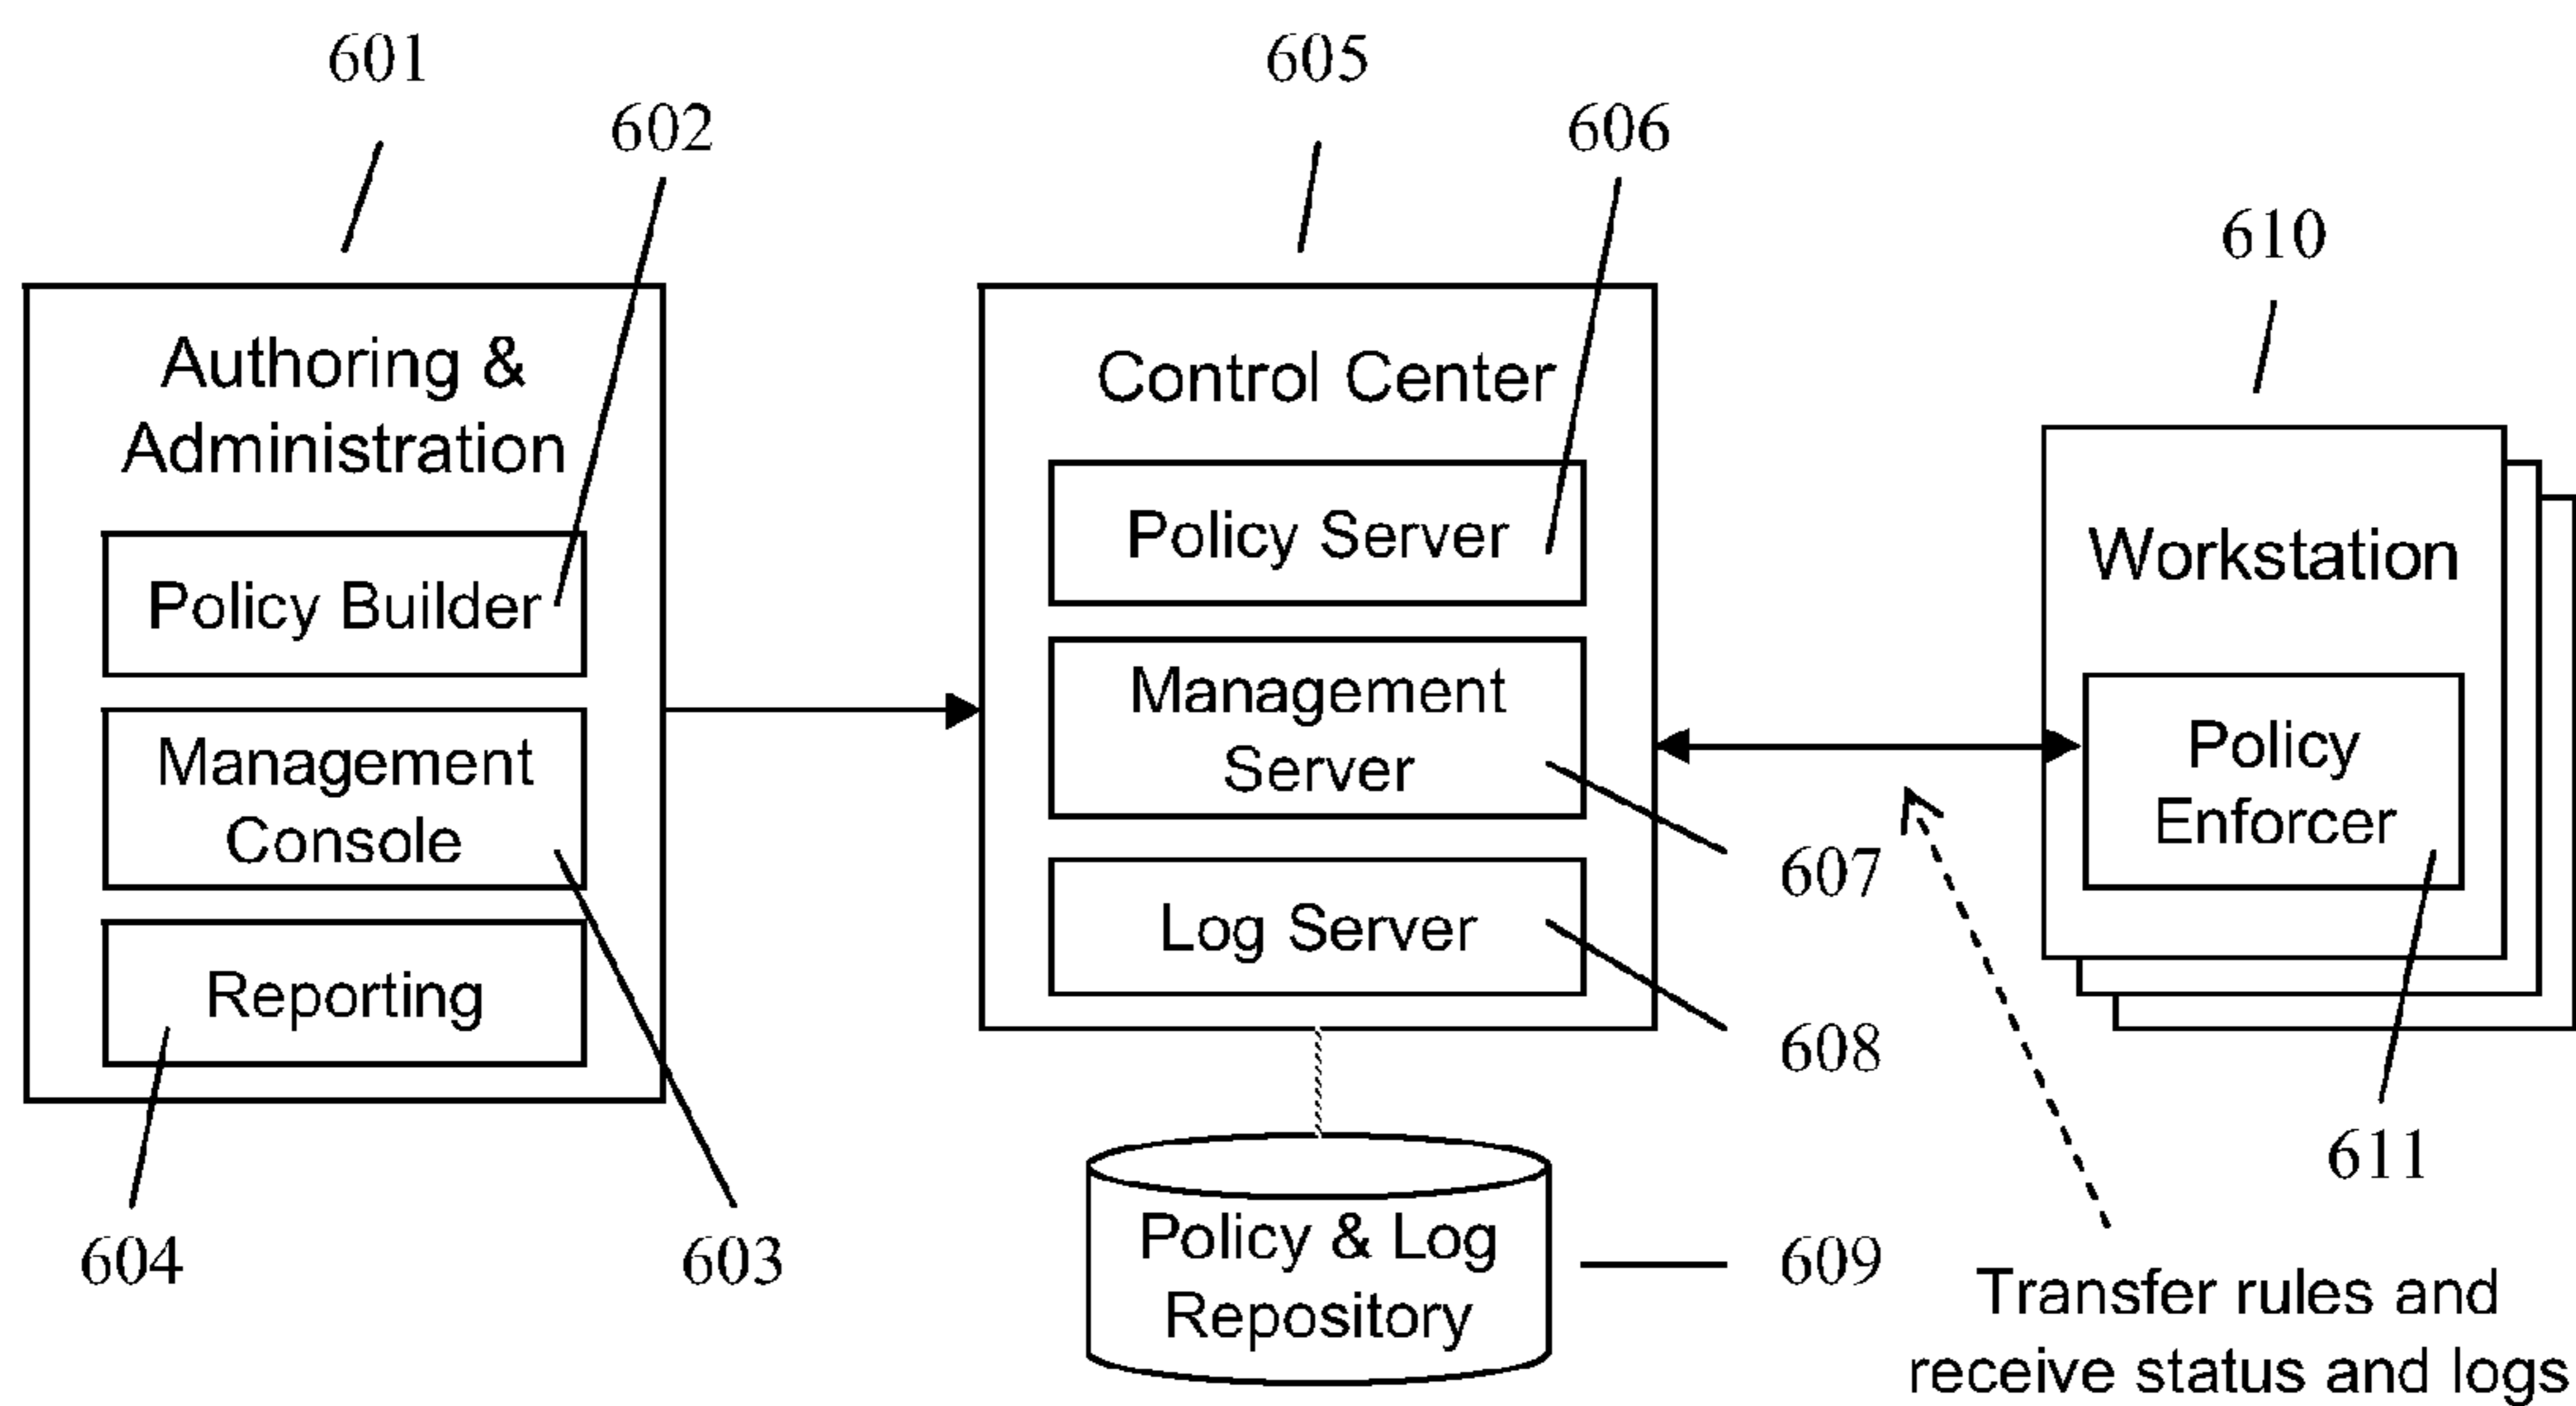 601
602
605
606
610
Authoring &
Administration
Policy Builder
Management
Console
Reporting
604
603
Control Center
Policy Server
Management
Server
Log Server
607
608
Policy & Log
Repository
609
Workstation
Policy
Enforcer
611
Transfer rules and
receive status and logs